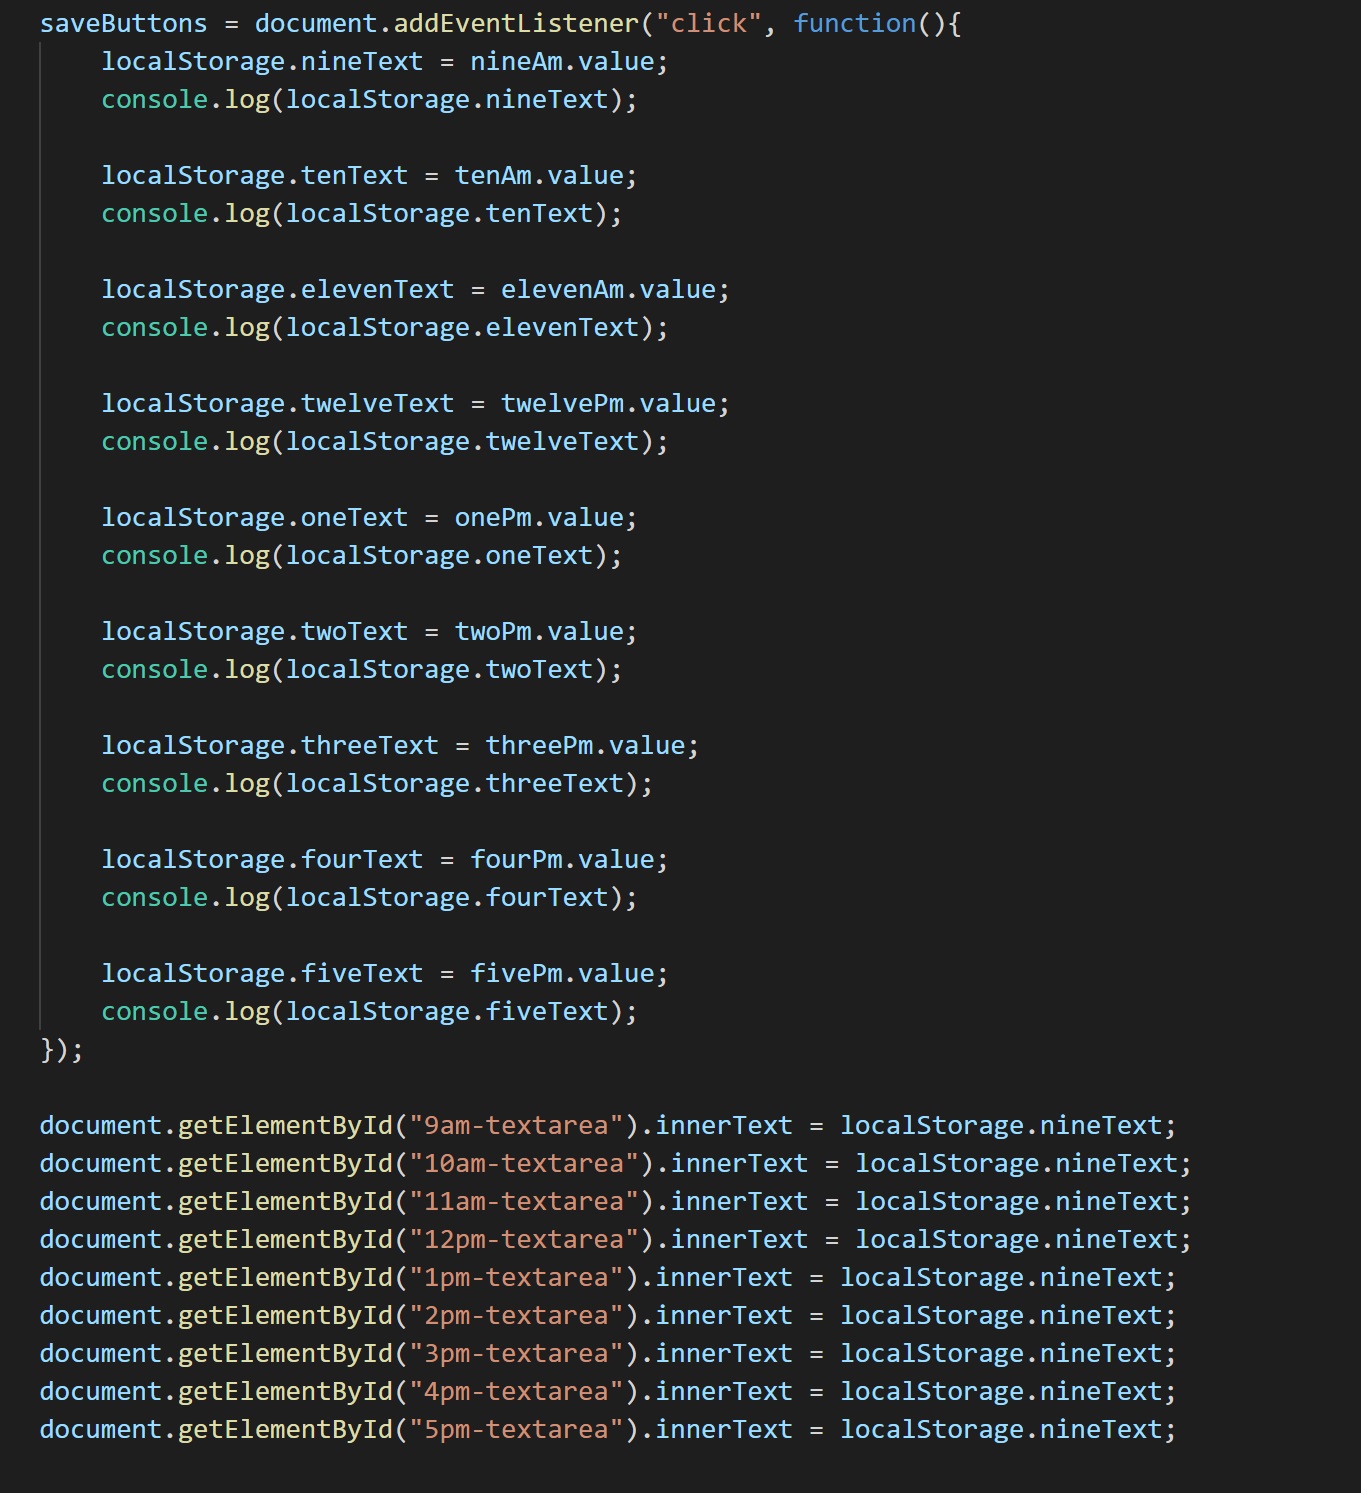 saveButtons = document.addEventListener("click", function(){
    localStorage.nineText = nineAm.value;
    console.log(localStorage.nineText);

    localStorage.tenText = tenAm.value;
    console.log(localStorage.tenText);

    localStorage.elevenText = elevenAm.value;
    console.log(localStorage.elevenText);

    localStorage.twelveText = twelvePm.value;
    console.log(localStorage.twelveText);

    localStorage.oneText = onePm.value;
    console.log(localStorage.oneText);

    localStorage.twoText = twoPm.value;
    console.log(localStorage.twoText);

    localStorage.threeText = threePm.value;
    console.log(localStorage.threeText);

    localStorage.fourText = fourPm.value;
    console.log(localStorage.fourText);

    localStorage.fiveText = fivePm.value;
    console.log(localStorage.fiveText);
});

document.getElementById("9am-textarea").innerText = localStorage.nineText;
document.getElementById("10am-textarea").innerText = localStorage.nineText;
document.getElementById("11am-textarea").innerText = localStorage.nineText;
document.getElementById("12pm-textarea").innerText = localStorage.nineText;
document.getElementById("1pm-textarea").innerText = localStorage.nineText;
document.getElementById("2pm-textarea").innerText = localStorage.nineText;
document.getElementById("3pm-textarea").innerText = localStorage.nineText;
document.getElementById("4pm-textarea").innerText = localStorage.nineText;
document.getElementById("5pm-textarea").innerText = localStorage.nineText;